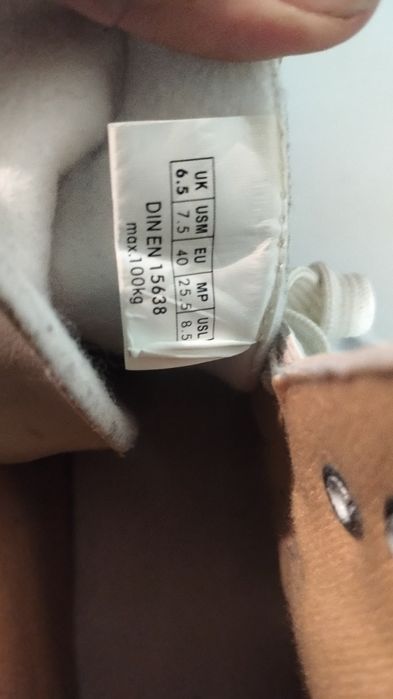 UK USM EU MP USL
6.5 7.5 40 25.5 8.5
DIN EN 15638
max.100kg